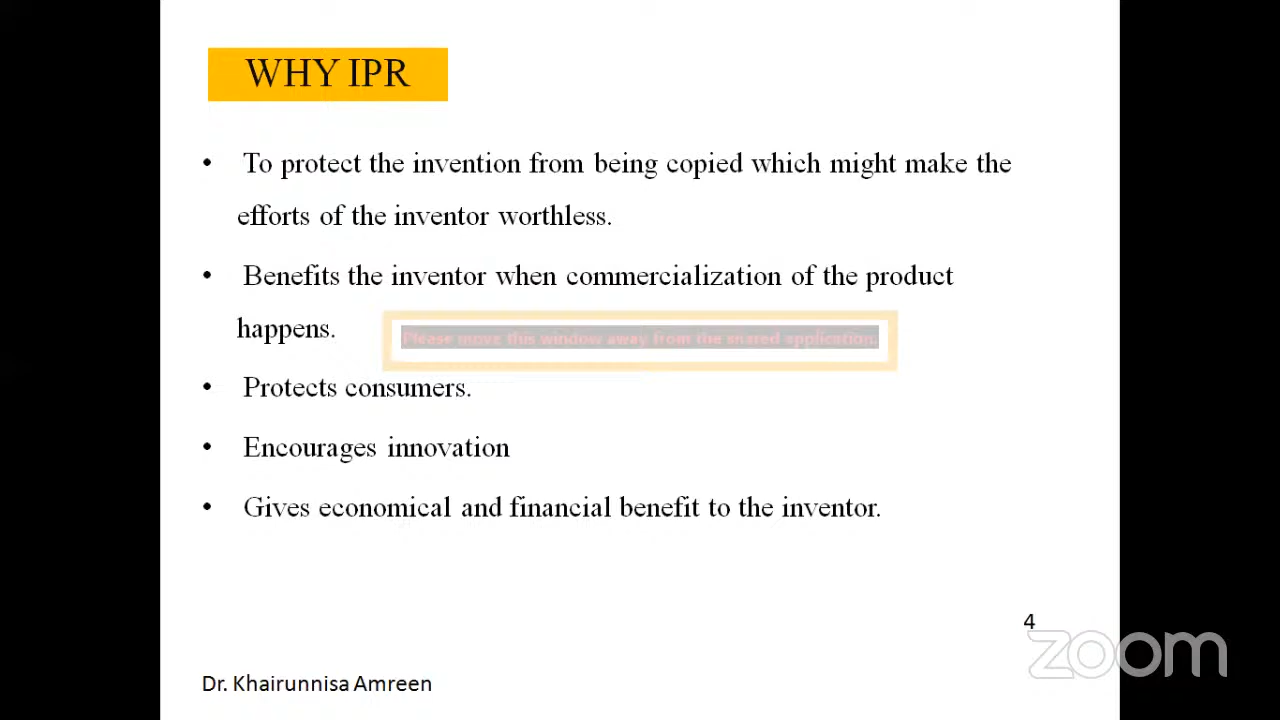 WHY IPR
• To protect the invention from being copied which might make the
efforts of the inventor worthless.
• Benefits the inventor when commercialization of the product
happens.
Please move this window away from the shared application.
• Protects consumers.
• Encourages innovation
• Gives economical and financial benefit to the inventor.
4
zoom
Dr. Khairunnisa Amreen